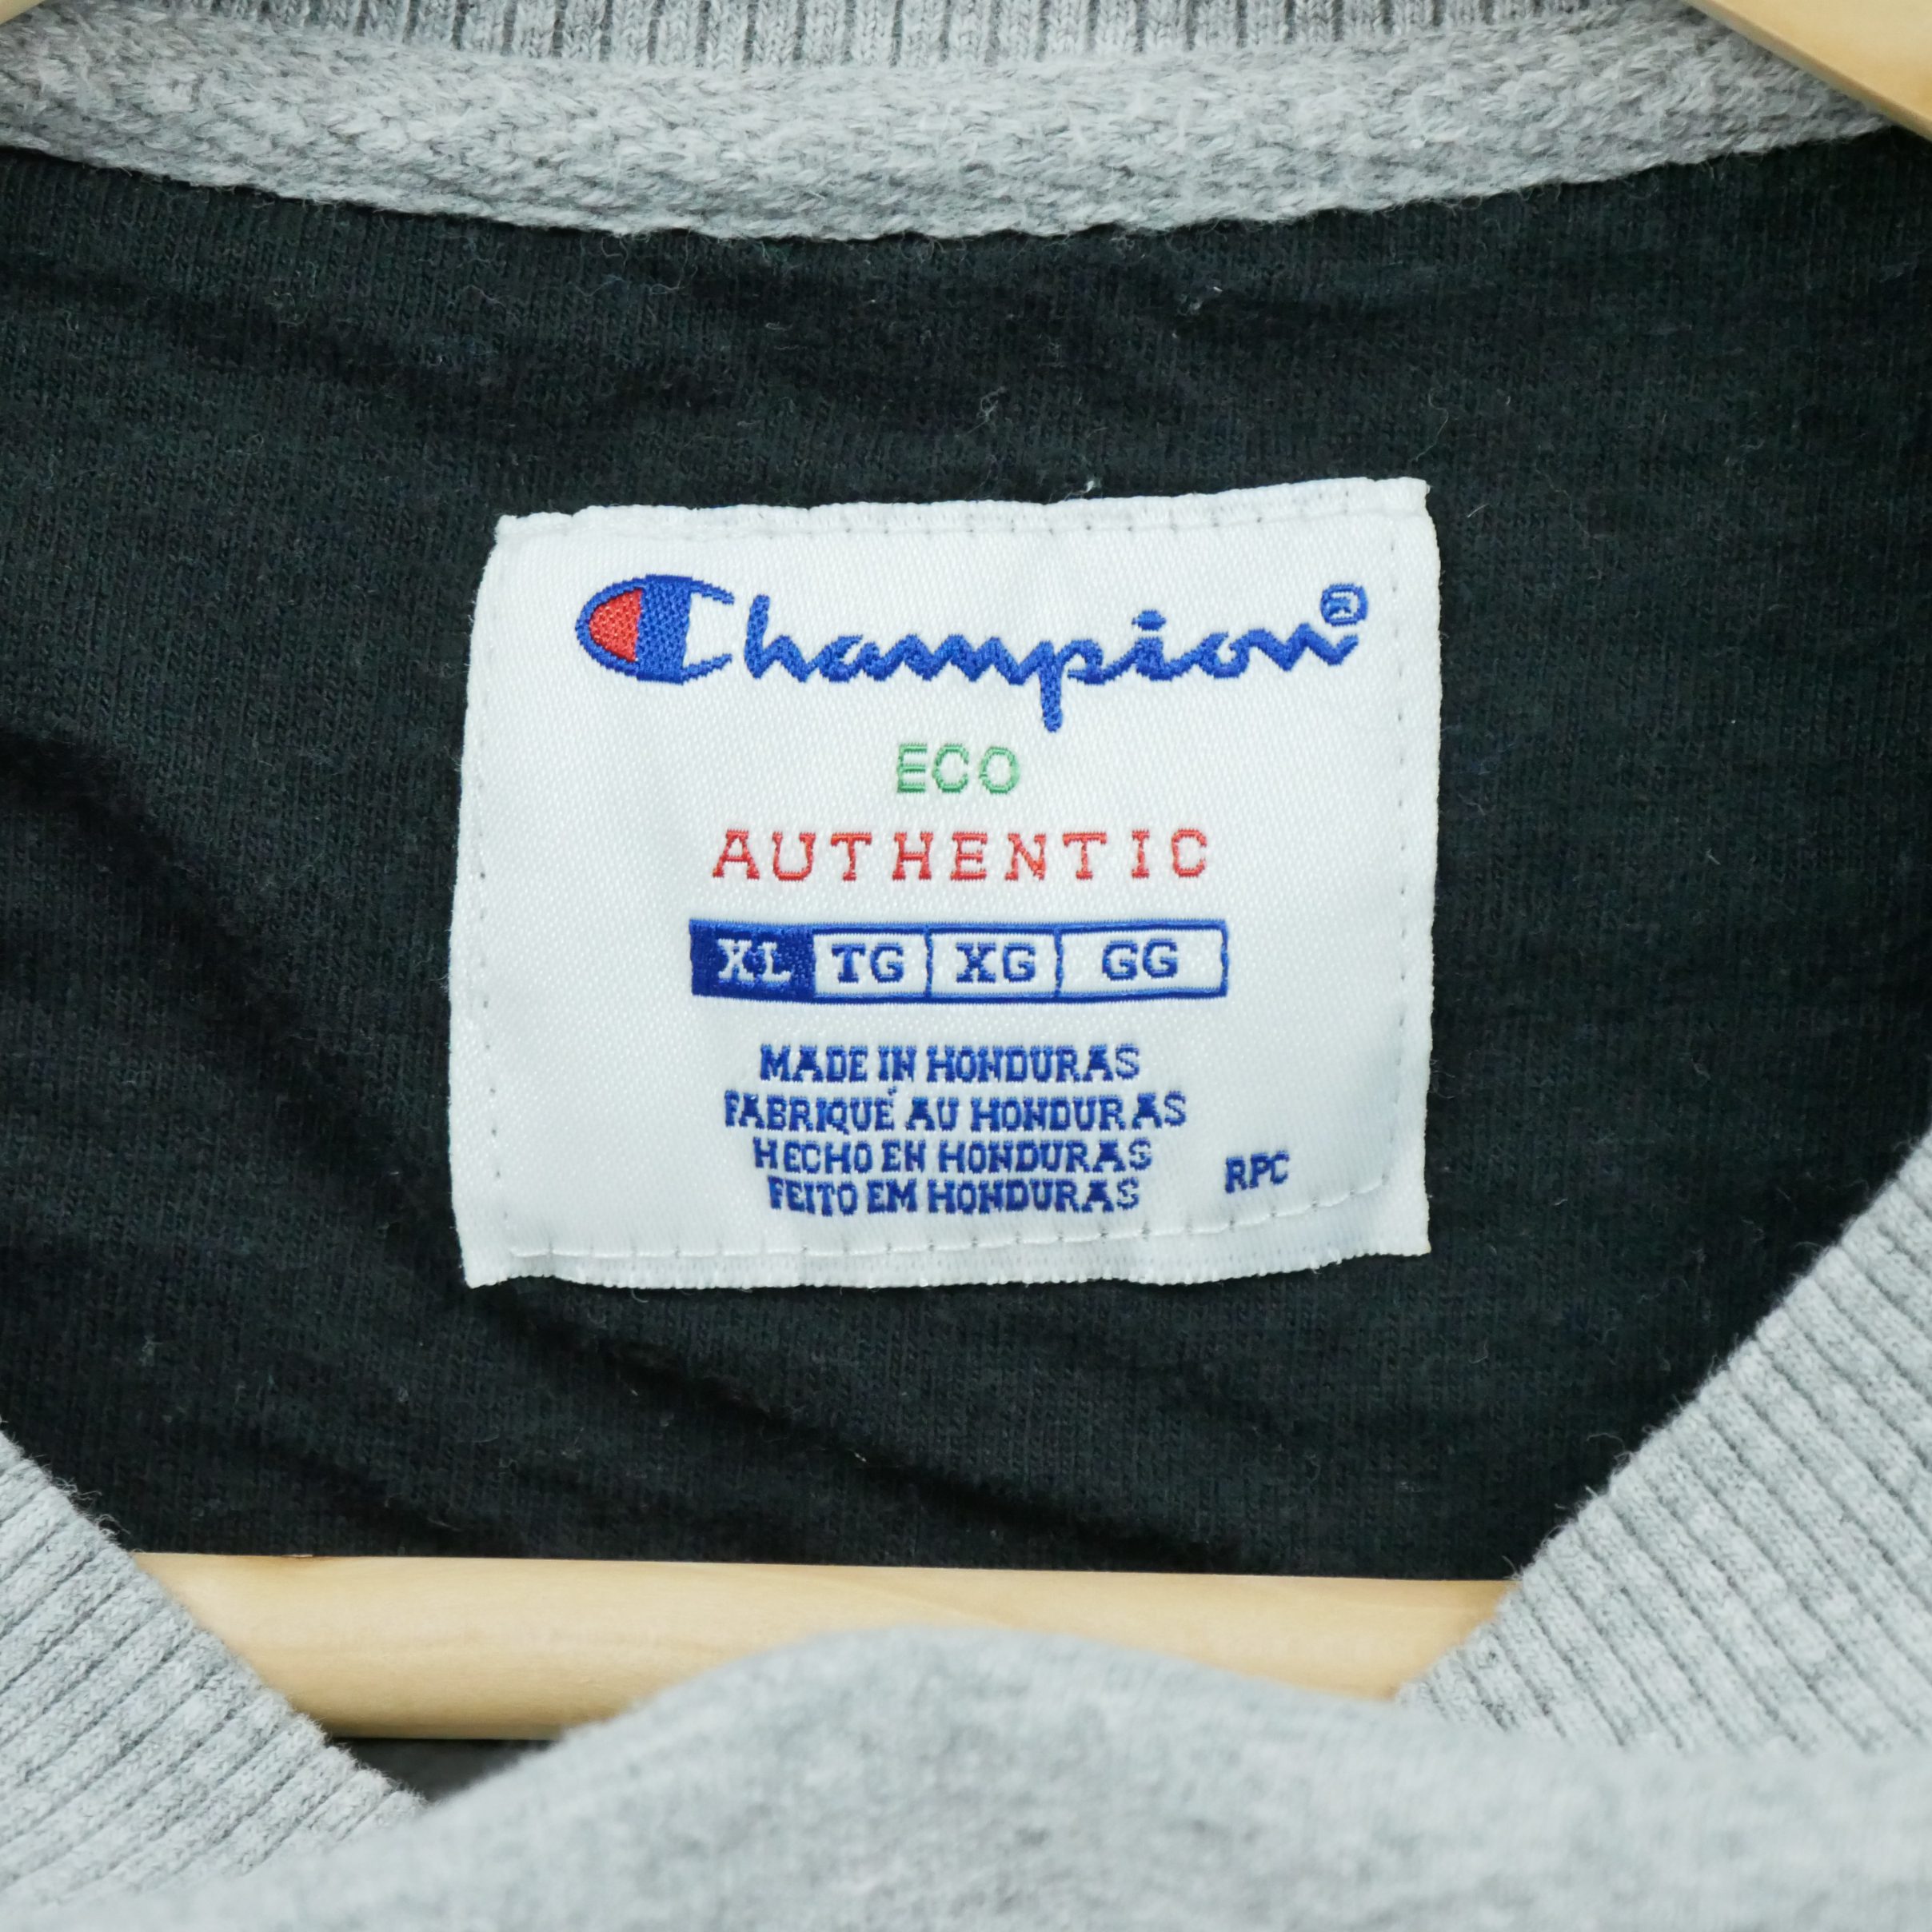 Champion®
ECO
AUTHENTIC
XL TG XG GG
MADE IN HONDURAS
FABRIQUÉ AU HONDURAS
HECHO EN HONDURAS
FEITO EM HONDURAS
RPC